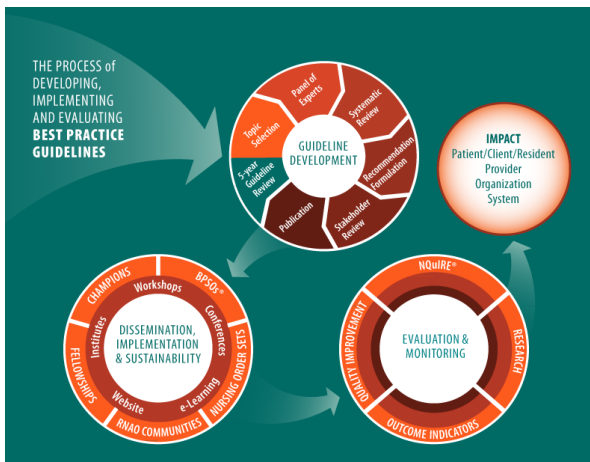 THE PROCESS of
DEVELOPING,
IMPLEMENTING
AND EVALUATING
BEST PRACTICE
GUIDELINES
Topic
Selection
Panel of
Experts
Systematic
Review
Recommendation
Formulation
Stakeholder
Review
Publication
5-year
Guideline
Review
GUIDELINE
DEVELOPMENT
IMPACT
Patient/Client/Resident
Provider
Organization
System
CHAMPIONS
BPSOs®
NURSING ORDER SETS
RNAO COMMUNITIES
FELLOWSHIPS
Workshops
Conferences
e-Learning
Website
Institutes
DISSEMINATION,
IMPLEMENTATION
& SUSTAINABILITY
NQuIRE®
RESEARCH
OUTCOME INDICATORS
QUALITY IMPROVEMENT
EVALUATION &
MONITORING